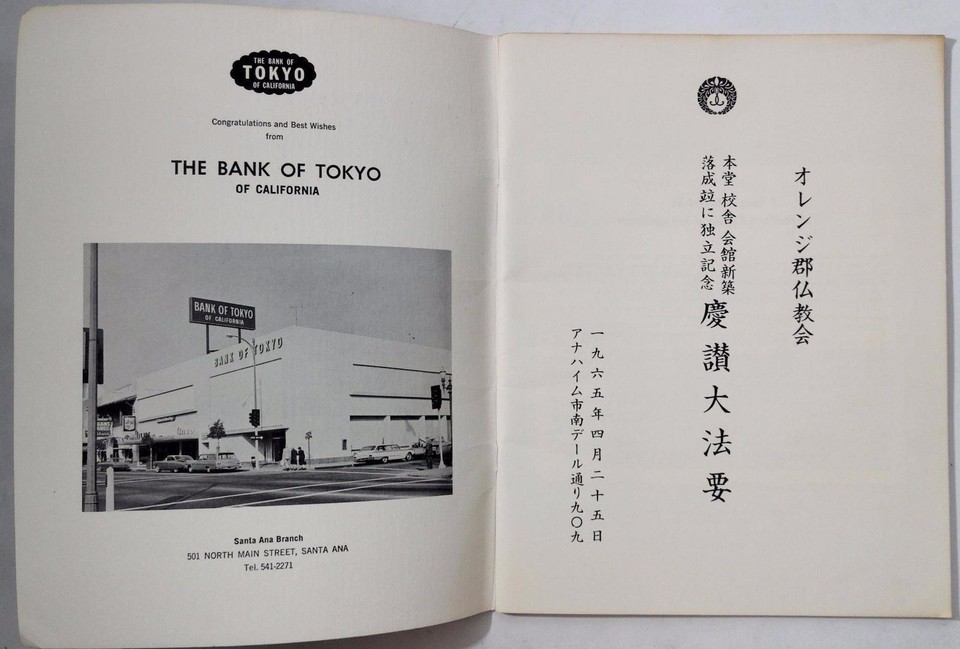 THE BANK OF
TOKYO
OF CALIFORNIA
Congratulations and Best Wishes
from
THE BANK OF TOKYO
OF CALIFORNIA
BANK OF TOKYO
OF CALIFORNIA
BANK OF TOKYO
Santa Ana Branch
501 NORTH MAIN STREET, SANTA ANA
Tel. 541-2271
オレンジ郡仏教会
本堂 校舎 会館新築
落成竝に独立記念
慶讃大法要
一九六五年四月二十五日
アナハイム市南デール通り九〇九